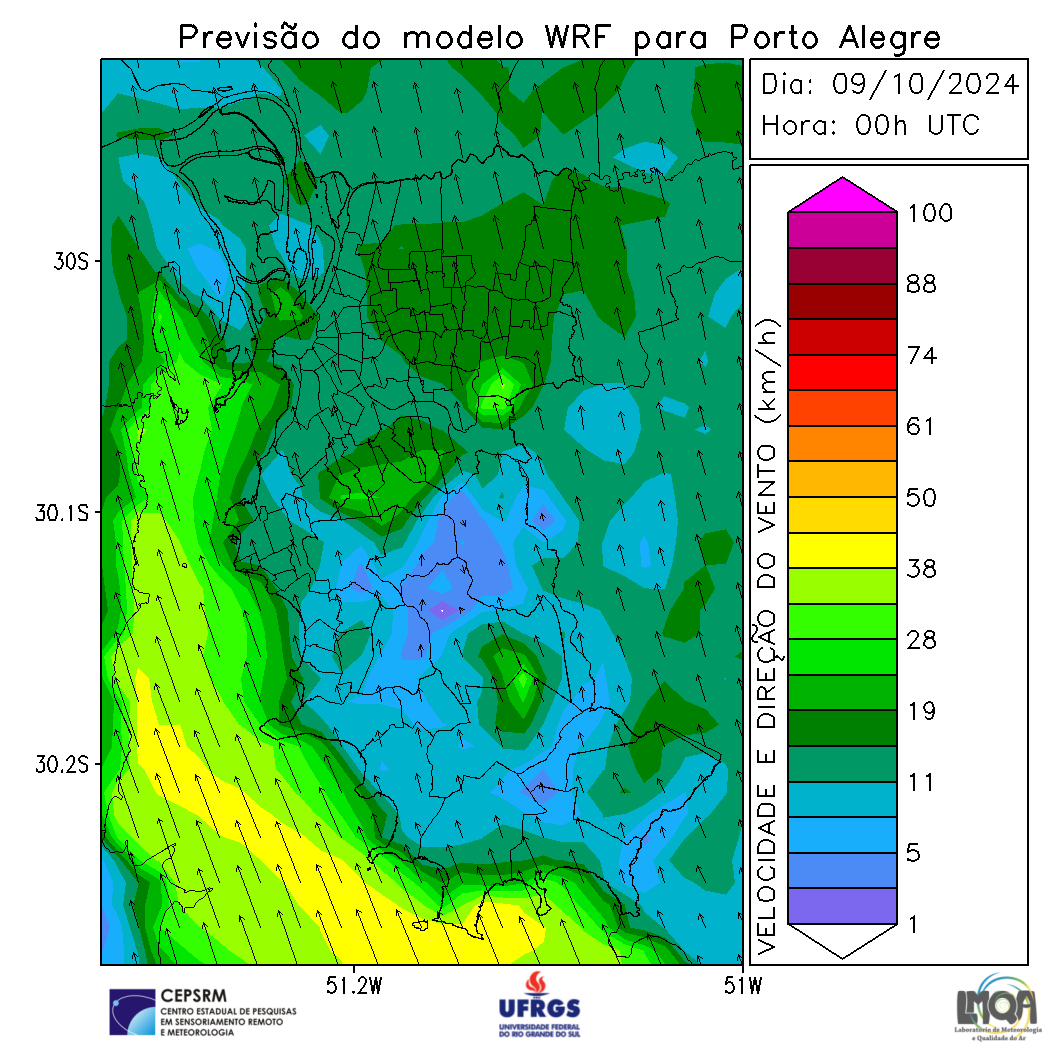 Previsão do modelo WRF para Porto Alegre
Dia: 09/10/2024
Hora: 00h UTC
30S
30.1S
30.2S
51.2W
51W
VELOCIDADE E DIREÇÃO DO VENTO (km/h)
100
88
74
61
50
38
28
19
11
5
1
CEPSRM
CENTRO ESTADUAL DE PESQUISAS
EM SENSORIAMENTO REMOTO
E METEOROLOGIA
UFRGS
UNIVERSIDADE FEDERAL
DO RIO GRANDE DO SUL
LMQA
Laboratório de Meteorologia
e Qualidade do Ar